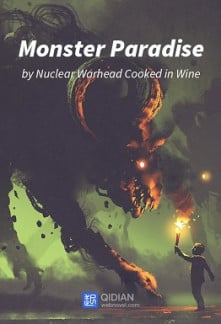 Monster Paradise
by Nuclear Warhead Cooked in Wine
QIDIAN
webnovel.com